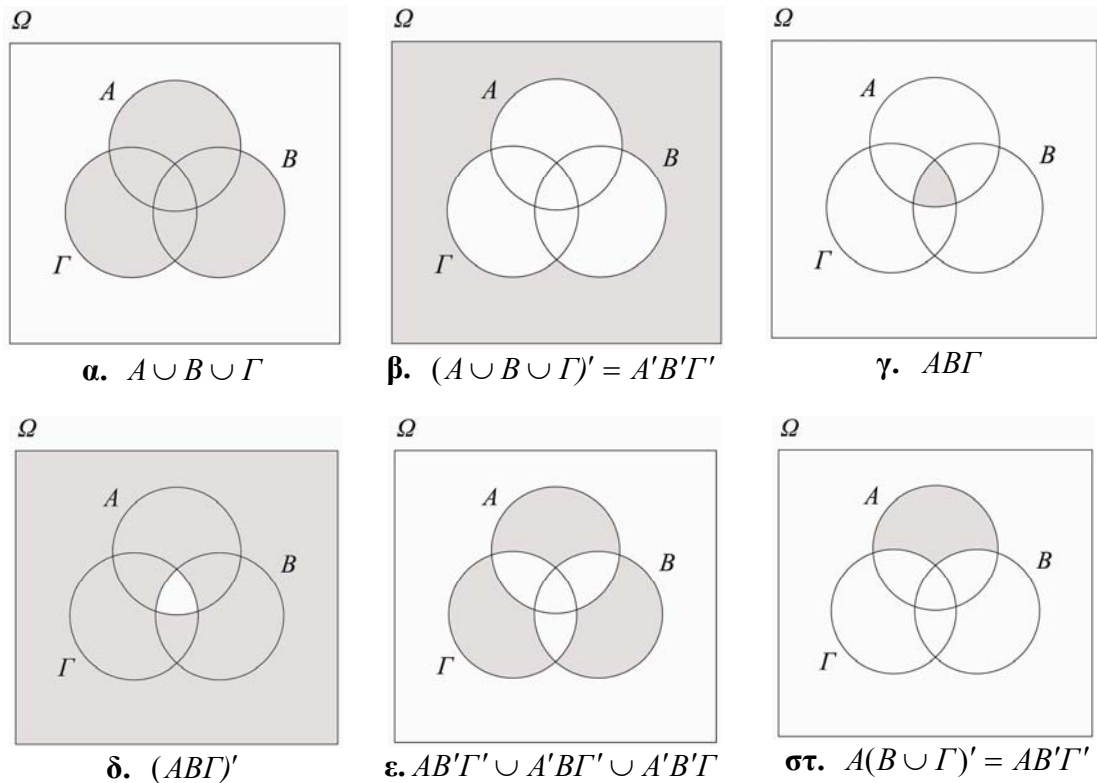 Ω
A
B
Γ
α. A ∪ B ∪ Γ
Ω
A
B
Γ
β. (A ∪ B ∪ Γ)′ = A′B′Γ′
Ω
A
B
Γ
γ. ABΓ
Ω
A
B
Γ
δ. (ABΓ)′
Ω
A
B
Γ
ε. AB′Γ′ ∪ A′BΓ′ ∪ A′B′Γ
Ω
A
B
Γ
στ. A(B ∪ Γ)′ = AB′Γ′